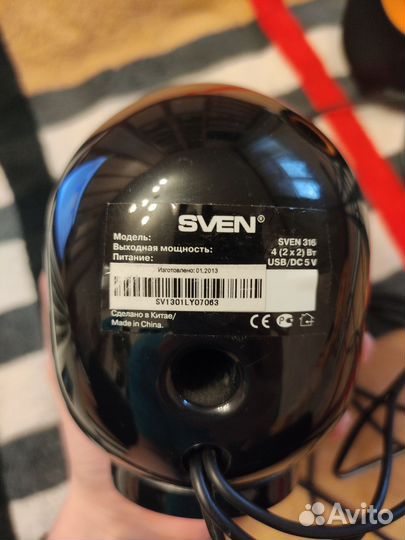 SVEN®
Модель: SVEN 316
Выходная мощность: 4 (2 x 2) Вт
Питание: USB/DC 5 V
Изготовлено: 01.2013
SV1301LY07063
Сделано в Китае/
Made in China.
CE
Avito